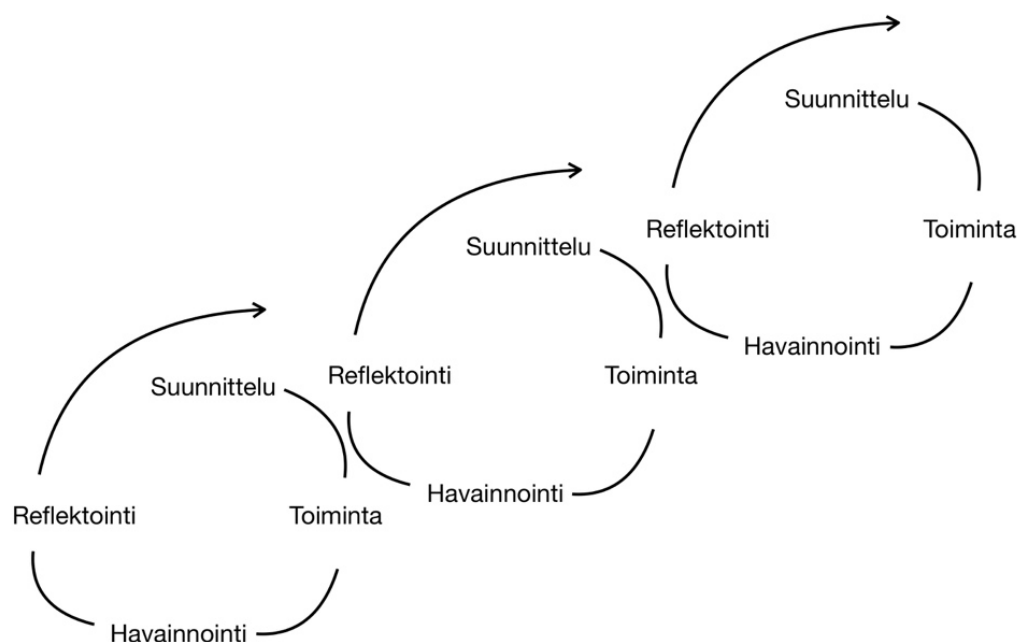 Suunnittelu
Reflektointi
Toiminta
Havainnointi
Suunnittelu
Reflektointi
Toiminta
Havainnointi
Suunnittelu
Reflektointi
Toiminta
Havainnointi